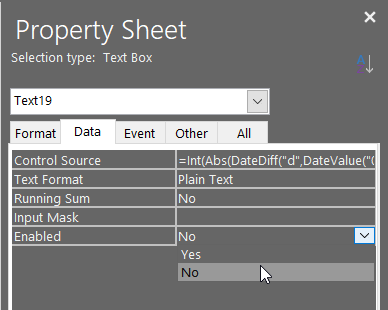 Property Sheet
Selection type: Text Box
Text19
Format Data Event Other All
Control Source =Int(Abs(DateDiff("d",DateValue("
Text Format Plain Text
Running Sum No
Input Mask
Enabled No
Yes
No